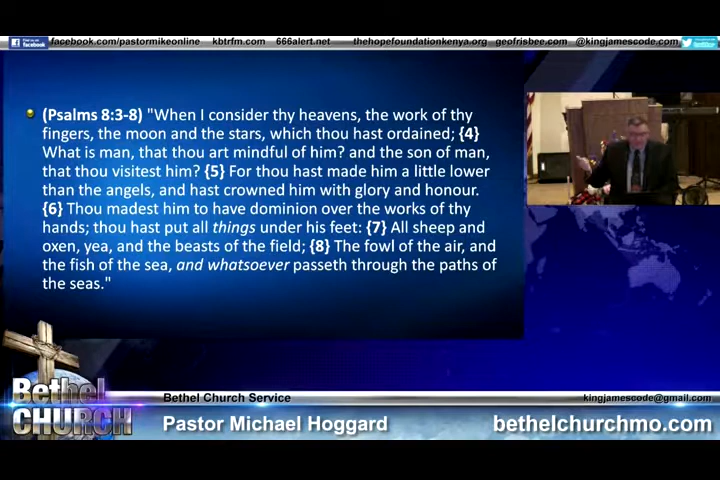 Find us on facebook
facebook.com/pastormikeonline kbtrfm.com 666alert.net thehopefoundationkenya.org geofrisbee.com @kingjamescode.com
(Psalms 8:3-8) "When I consider thy heavens, the work of thy
fingers, the moon and the stars, which thou hast ordained; {4}
What is man, that thou art mindful of him? and the son of man,
that thou visitest him? {5} For thou hast made him a little lower
than the angels, and hast crowned him with glory and honour.
{6} Thou madest him to have dominion over the works of thy
hands; thou hast put all things under his feet: {7} All sheep and
oxen, yea, and the beasts of the field; {8} The fowl of the air, and
the fish of the sea, and whatsoever passeth through the paths of
the seas."
Bethel
CHURCH
Bethel Church Service
kingjamescode@gmail.com
Pastor Michael Hoggard
bethelchurchmo.com